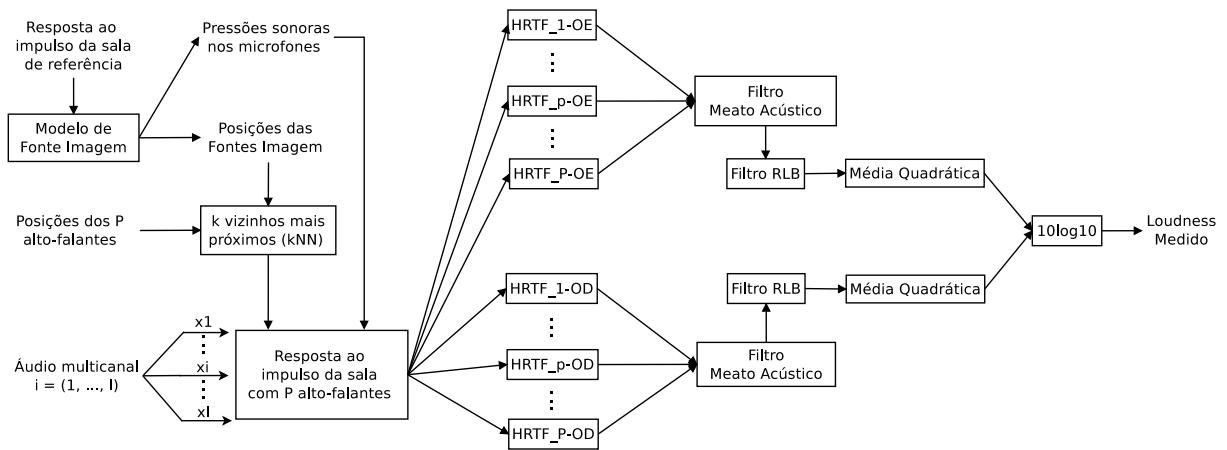 Resposta ao
impulso da sala
de referência
Pressões sonoras
nos microfones
Modelo de
Fonte Imagem
Posições das
Fontes Imagem
Posições dos P
alto-falantes
k vizinhos mais
próximos (kNN)
Áudio multicanal
i = (1, ..., I)
x1
xi
xI
Resposta ao
impulso da sala
com P alto-falantes
HRTF_1-OE
HRTF_p-OE
HRTF_P-OE
Filtro
Meato Acústico
Filtro RLB
Média Quadrática
HRTF_1-OD
HRTF_p-OD
HRTF_P-OD
Filtro
Meato Acústico
Filtro RLB
Média Quadrática
10log10
Loudness
Medido